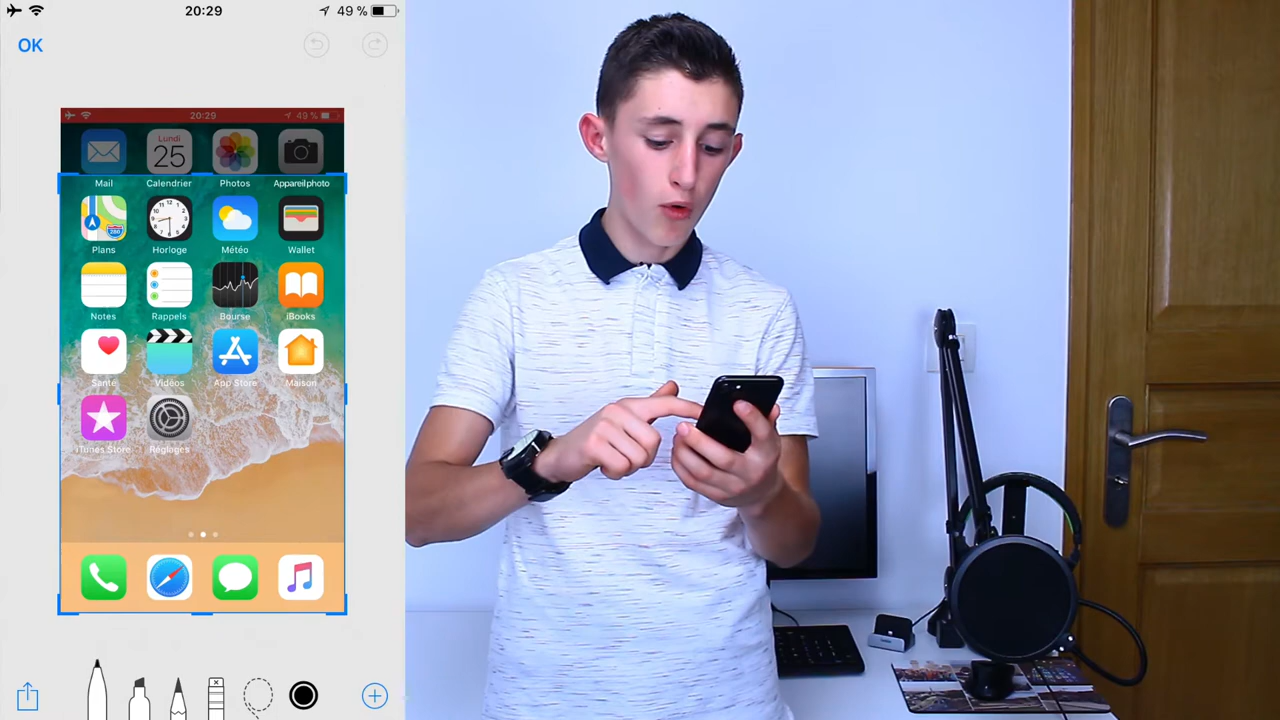 20:29 49 %
OK
20:29 49 %
Lundi
25
Mail Calendrier Photos Appareil photo
280
Plans Horloge Météo Wallet
Notes Rappels Bourse iBooks
Santé Vidéos App Store Maison
iTunes Store Réglages